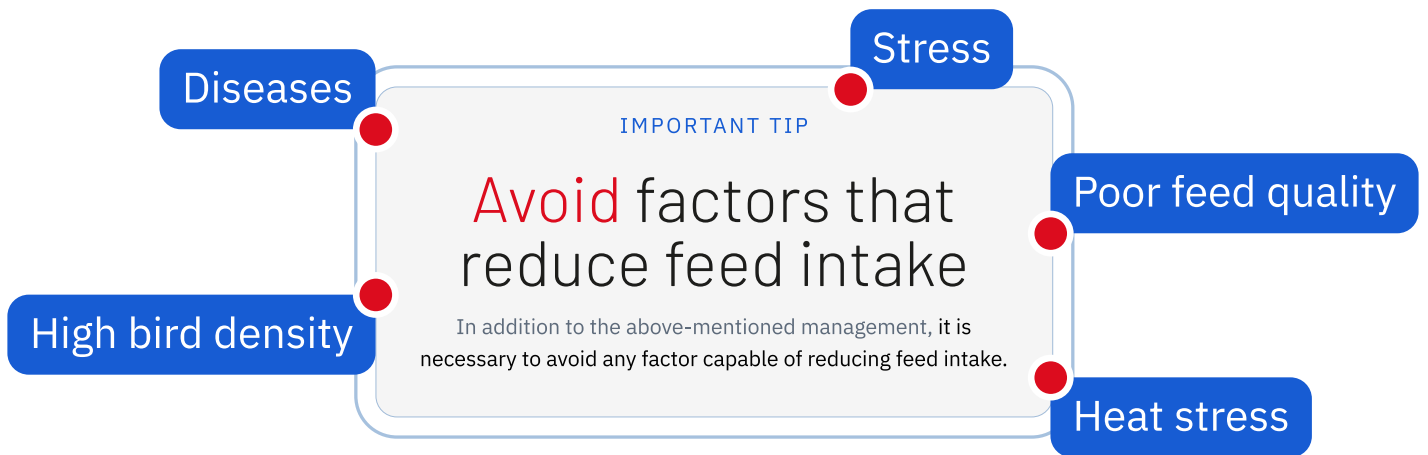 Stress
Diseases
IMPORTANT TIP
Poor feed quality
Avoid factors that
reduce feed intake
High bird density
In addition to the above-mentioned management, it is
necessary to avoid any factor capable of reducing feed intake.
Heat stress